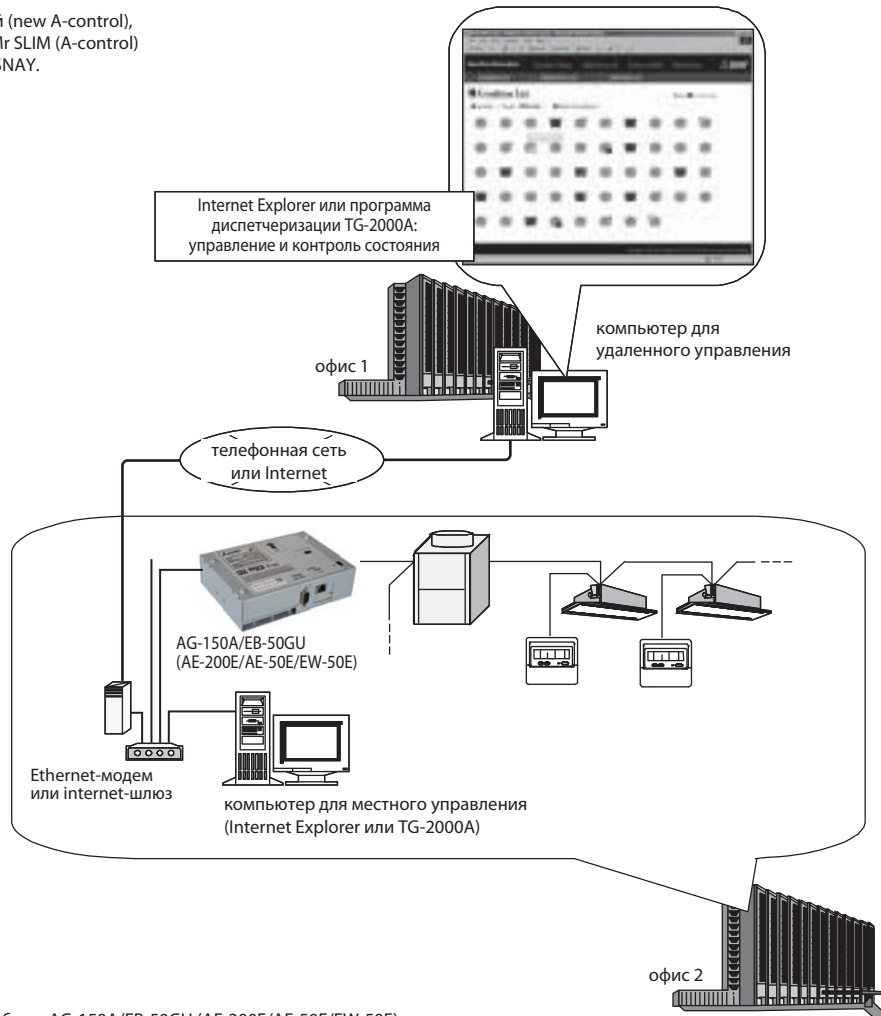 й (new A-control),
Mr SLIM (A-control)
SNAY.
Condition List
Internet Explorer или программа
диспетчеризации TG-2000A:
управление и контроль состояния
компьютер для
удаленного управления
офис 1
телефонная сеть
или Internet
AG-150A/EB-50GU
(AE-200E/AE-50E/EW-50E)
Ethernet-модем
или internet-шлюз
компьютер для местного управления
(Internet Explorer или TG-2000A)
офис 2
AG-150A/EB-50GU (AE-200E/AE-50E/EW-50E)